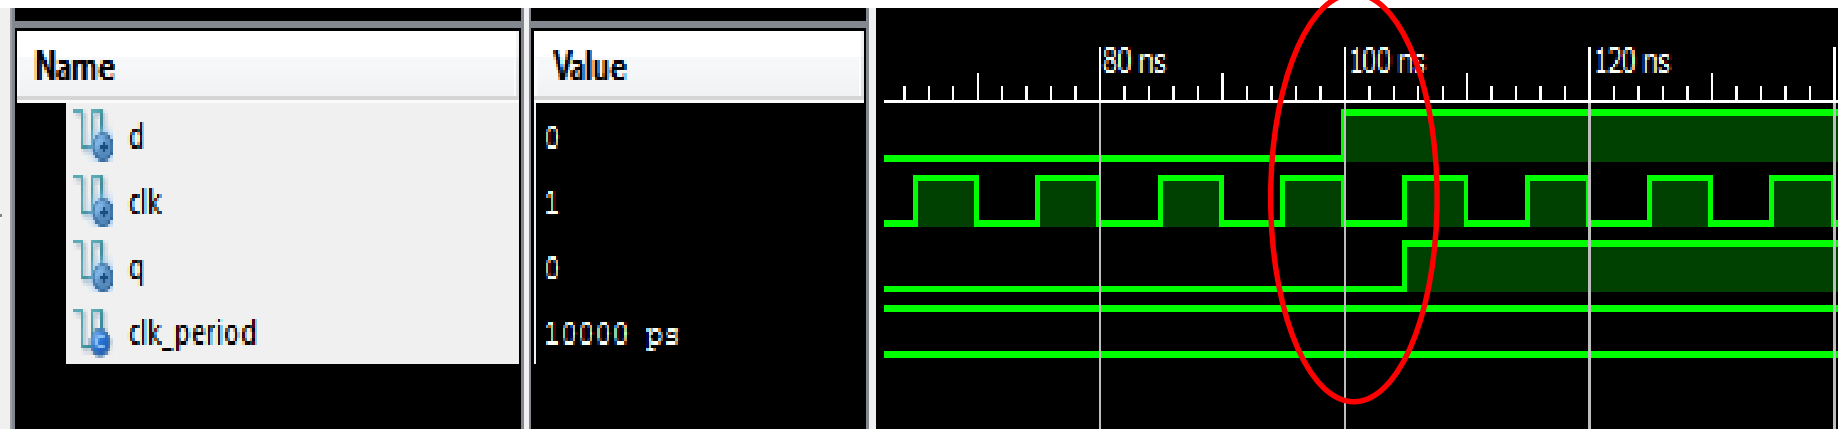 Name Value 80 ns 100 ns 120 ns
d 0
clk 1
q 0
clk_period 10000 ps